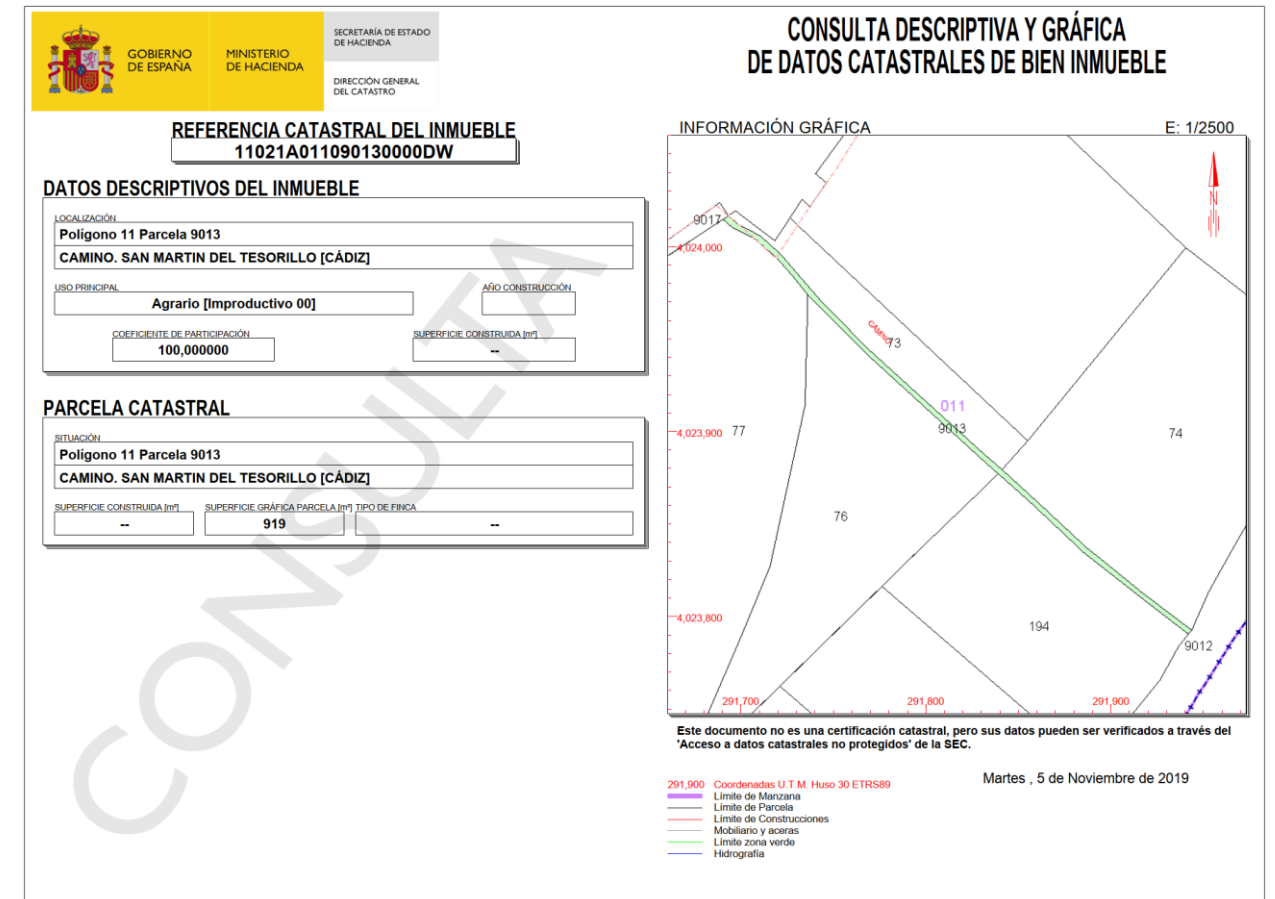 GOBIERNO
DE ESPAÑA
MINISTERIO
DE HACIENDA
SECRETARÍA DE ESTADO
DE HACIENDA
DIRECCIÓN GENERAL
DEL CATASTRO
CONSULTA DESCRIPTIVA Y GRÁFICA
DE DATOS CATASTRALES DE BIEN INMUEBLE
REFERENCIA CATASTRAL DEL INMUEBLE
11021A011090130000DW
DATOS DESCRIPTIVOS DEL INMUEBLE
LOCALIZACIÓN
Polígono 11 Parcela 9013
CAMINO. SAN MARTIN DEL TESORILLO [CÁDIZ]
USO PRINCIPAL
Agrario [Improductivo 00]
AÑO CONSTRUCCIÓN
COEFICIENTE DE PARTICIPACIÓN
100,000000
SUPERFICIE CONSTRUIDA [m²]
--
PARCELA CATASTRAL
SITUACIÓN
Polígono 11 Parcela 9013
CAMINO. SAN MARTIN DEL TESORILLO [CÁDIZ]
SUPERFICIE CONSTRUIDA [m²]
--
SUPERFICIE GRÁFICA PARCELA [m²]
919
TIPO DE FINCA
--
CONSULTA
INFORMACIÓN GRÁFICA
E: 1/2500
N
9017
4,024,000
CAMINO
73
011
9013
4,023,900
77
74
76
4,023,800
194
9012
291,700
291,800
291,900
Este documento no es una certificación catastral, pero sus datos pueden ser verificados a través del
'Acceso a datos catastrales no protegidos' de la SEC.
Martes , 5 de Noviembre de 2019
291,900 Coordenadas U.T.M. Huso 30 ETRS89
Límite de Manzana
Límite de Parcela
Límite de Construcciones
Mobiliario y aceras
Límite zona verde
Hidrografía